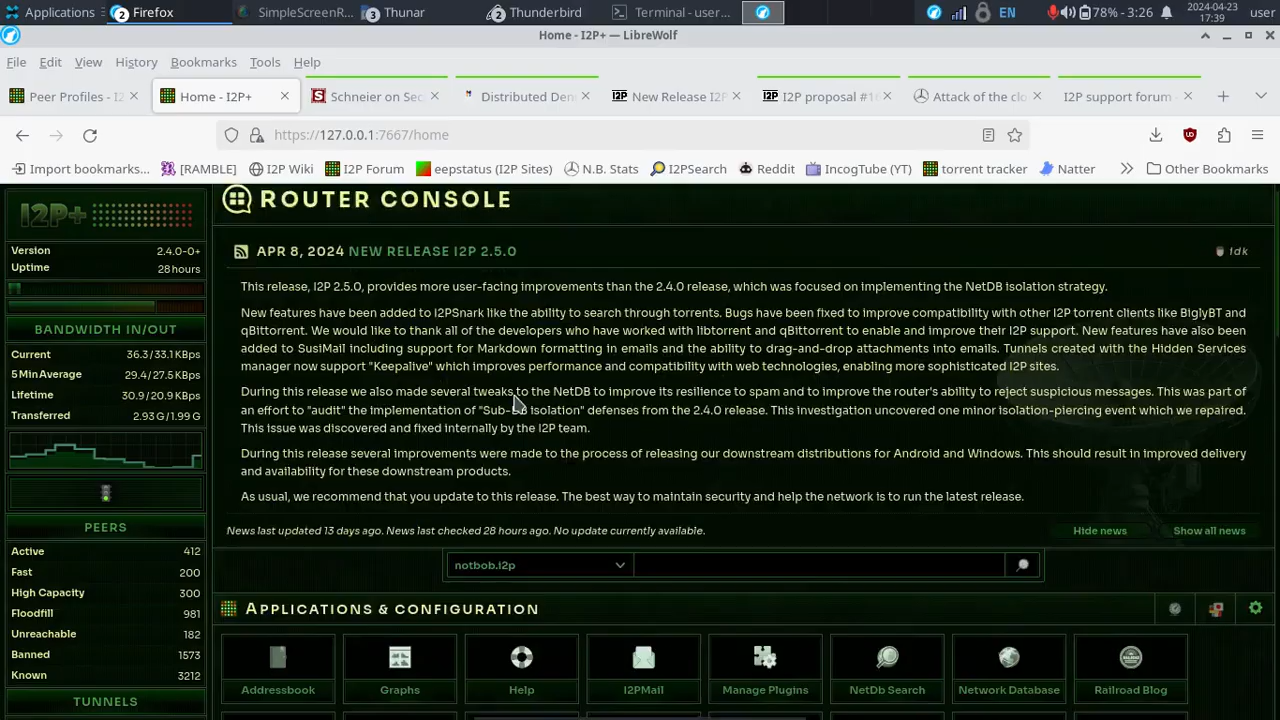 Applications
2 Firefox
SimpleScreenR...
3 Thunar
2 Thunderbird
Terminal - user...
EN
78% - 3:26
2024-04-23
17:39
user
Home - I2P+ — LibreWolf
File Edit View History Bookmarks Tools Help
Peer Profiles - I2
Home - I2P+
Schneier on Sec
Distributed Den
New Release I2P
I2P proposal #16
Attack of the clo
I2P support forum -
https://127.0.0.1:7667/home
Import bookmarks...
[RAMBLE]
I2P Wiki
I2P Forum
eepstatus (I2P Sites)
N.B. Stats
I2PSearch
Reddit
IncogTube (YT)
torrent tracker
Natter
Other Bookmarks
I2P+
Version 2.4.0-0+
Uptime 28 hours
BANDWIDTH IN/OUT
Current 36.3/33.1 KBps
5 Min Average 29.4/27.5 KBps
Lifetime 30.9/20.9 KBps
Transferred 2.93 G/1.99 G
PEERS
Active 412
Fast 200
High Capacity 300
Floodfill 981
Unreachable 182
Banned 1573
Known 3212
TUNNELS
ROUTER CONSOLE
APR 8, 2024 NEW RELEASE I2P 2.5.0
idk
This release, I2P 2.5.0, provides more user-facing improvements than the 2.4.0 release, which was focused on implementing the NetDB isolation strategy.
New features have been added to I2PSnark like the ability to search through torrents. Bugs have been fixed to improve compatibility with other I2P torrent clients like BiglyBT and
qBittorrent. We would like to thank all of the developers who have worked with libtorrent and qBittorrent to enable and improve their I2P support. New features have also been
added to SusiMail including support for Markdown formatting in emails and the ability to drag-and-drop attachments into emails. Tunnels created with the Hidden Services
manager now support "Keepalive" which improves performance and compatibility with web technologies, enabling more sophisticated I2P sites.
During this release we also made several tweaks to the NetDB to improve its resilience to spam and to improve the router's ability to reject suspicious messages. This was part of
an effort to "audit" the implementation of "Sub- isolation" defenses from the 2.4.0 release. This investigation uncovered one minor isolation-piercing event which we repaired.
This issue was discovered and fixed internally by the I2P team.
During this release several improvements were made to the process of releasing our downstream distributions for Android and Windows. This should result in improved delivery
and availability for these downstream products.
As usual, we recommend that you update to this release. The best way to maintain security and help the network is to run the latest release.
News last updated 13 days ago. News last checked 28 hours ago. No update currently available.
Hide news
Show all news
notbob.i2p
APPLICATIONS & CONFIGURATION
Addressbook
Graphs
Help
I2PMail
Manage Plugins
NetDb Search
Network Database
Railroad Blog